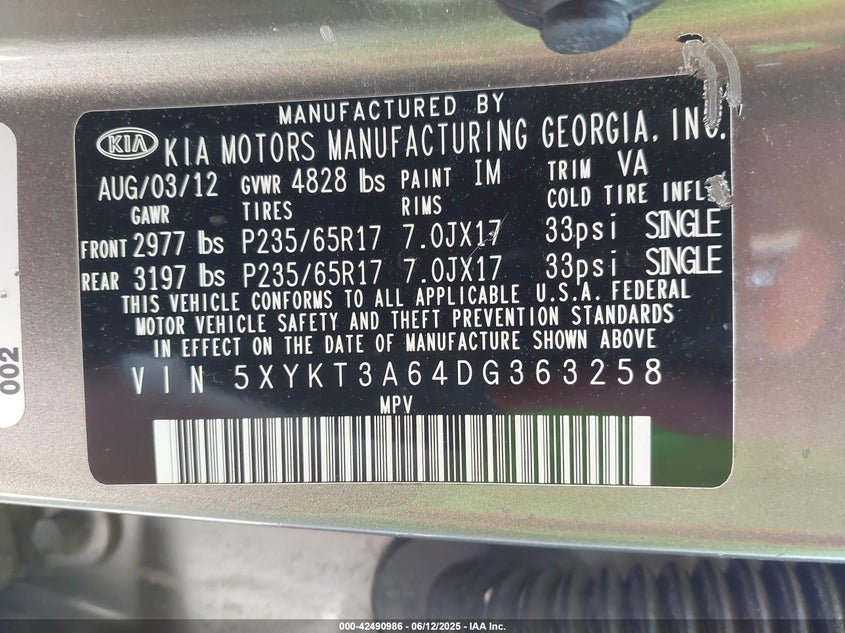 MANUFACTURED BY
KIA KIA MOTORS MANUFACTURING GEORGIA, INC.
AUG/03/12 GVWR 4828 lbs PAINT IM TRIM VA
GAWR TIRES RIMS COLD TIRE INFL
FRONT 2977 lbs P235/65R17 7.0JX17 33psi SINGLE
REAR 3197 lbs P235/65R17 7.0JX17 33psi SINGLE
THIS VEHICLE CONFORMS TO ALL APPLICABLE U.S.A. FEDERAL
MOTOR VEHICLE SAFETY AND THEFT PREVENTION STANDARDS
IN EFFECT ON THE DATE OF MANUFACTURE SHOWN ABOVE
VIN 5XYKT3A64DG363258
MPV
002
000-42490986 - 06/12/2025 - IAA Inc.